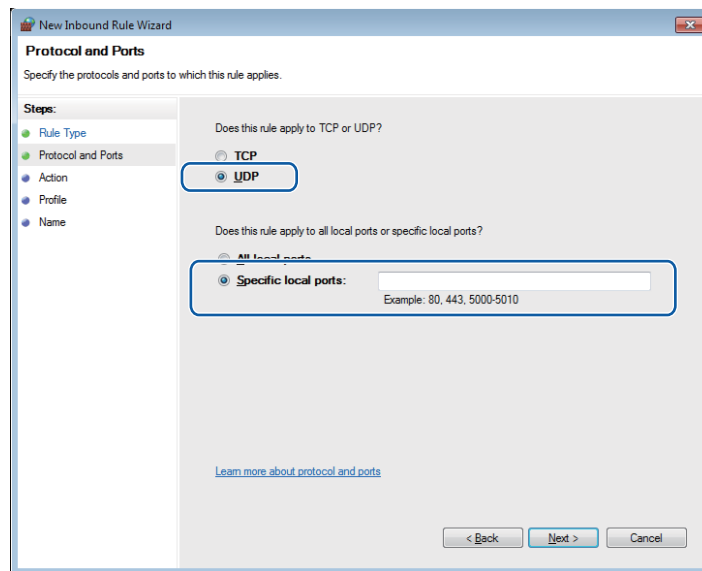 New Inbound Rule Wizard
Protocol and Ports
Specify the protocols and ports to which this rule applies.
Steps:
Rule Type
Protocol and Ports
Action
Profile
Name
Does this rule apply to TCP or UDP?
TCP
UDP
Does this rule apply to all local ports or specific local ports?
All local ports
Specific local ports:
Example: 80, 443, 5000-5010
Learn more about protocol and ports
< Back
Next >
Cancel